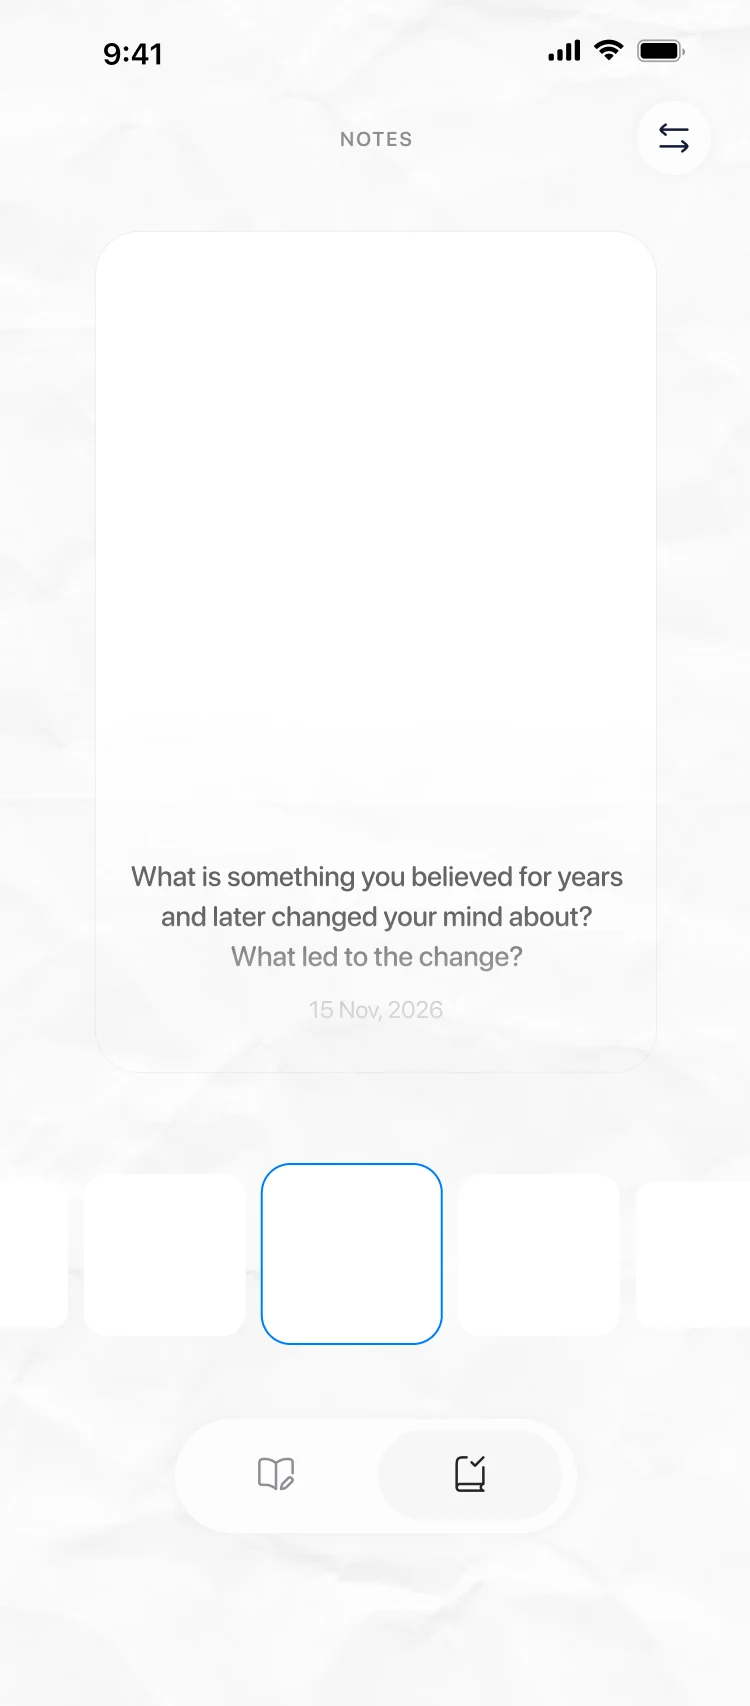 9:41
NOTES
What is something you believed for years
and later changed your mind about?
What led to the change?
15 Nov, 2026